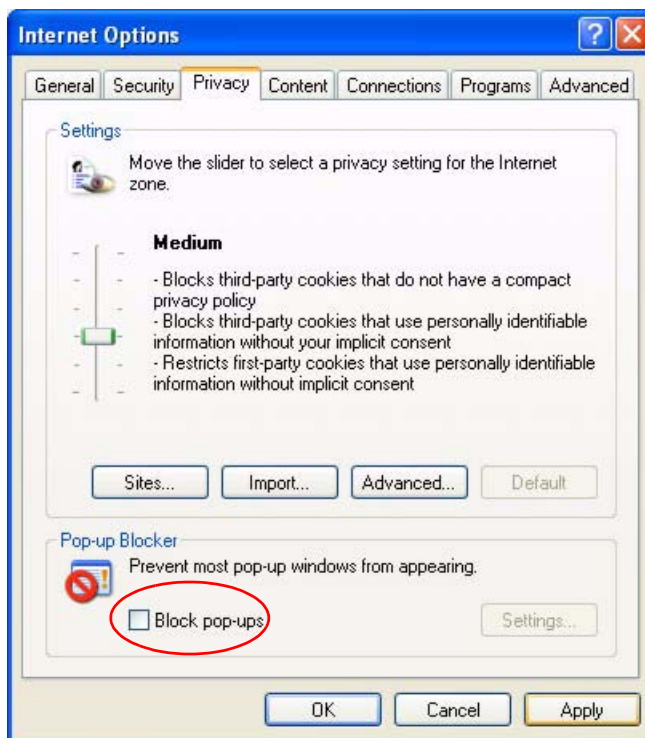 Internet Options
General Security Privacy Content Connections Programs Advanced
Settings
Move the slider to select a privacy setting for the Internet
zone.
Medium
- Blocks third-party cookies that do not have a compact
privacy policy
- Blocks third-party cookies that use personally identifiable
information without your implicit consent
- Restricts first-party cookies that use personally identifiable
information without implicit consent
Sites... Import... Advanced... Default
Pop-up Blocker
Prevent most pop-up windows from appearing.
Block pop-ups Settings...
OK Cancel Apply